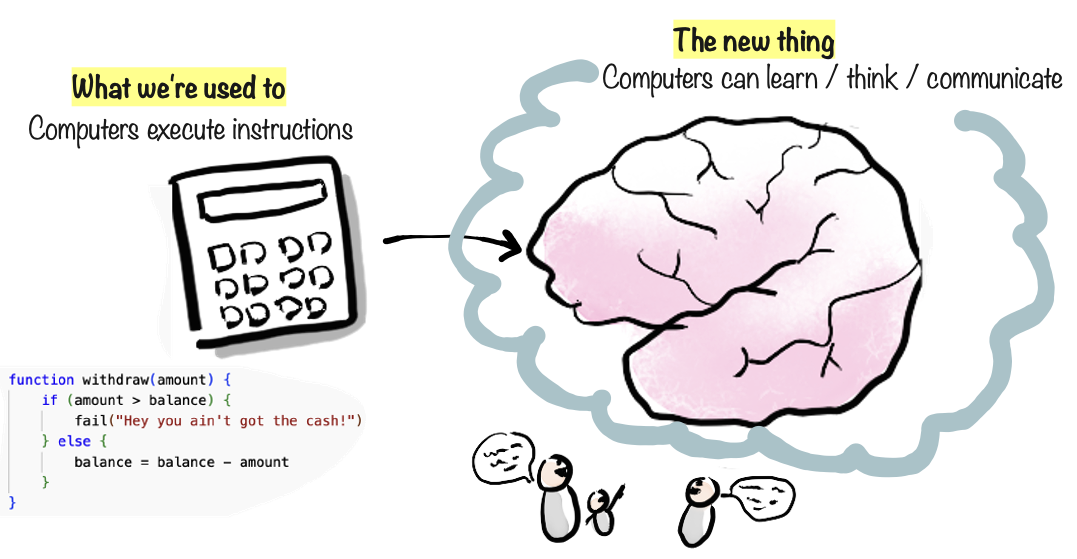 What we're used to
Computers execute instructions
The new thing
Computers can learn / think / communicate
function withdraw(amount) {
    if (amount > balance) {
        fail("Hey you ain't got the cash!")
    } else {
        balance = balance - amount
    }
}